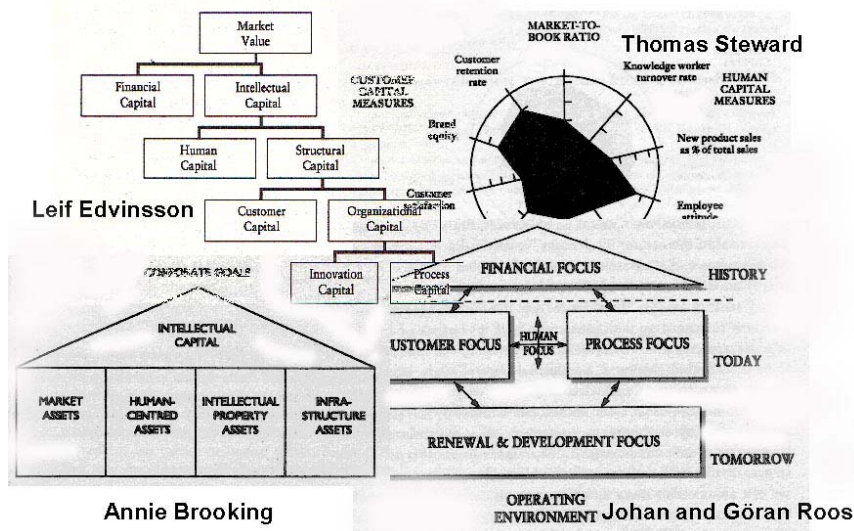 Market
Value
Financial
Capital
Intellectual
Capital
Human
Capital
Structural
Capital
Leif Edvinsson
Customer
Capital
Organizational
Capital
Innovation
Capital
Process
Capital
MARKET-TO-
BOOK RATIO
Thomas Steward
Customer
retention
rate
Knowledge worker
turnover rate
CUSTOMER
CAPITAL
MEASURES
HUMAN
CAPITAL
MEASURES
Brand
equity
New product sales
as % of total sales
Customer
satisfaction
Employee
attitude
CORPORATE GOALS
INTELLECTUAL
CAPITAL
MARKET
ASSETS
HUMAN-
CENTRED
ASSETS
INTELLECTUAL
PROPERTY
ASSETS
INFRA-
STRUCTURE
ASSETS
Annie Brooking
FINANCIAL FOCUS
HISTORY
USTOMER FOCUS
HUMAN
FOCUS
PROCESS FOCUS
TODAY
RENEWAL & DEVELOPMENT FOCUS
TOMORROW
OPERATING
ENVIRONMENT
Johan and Göran Roos